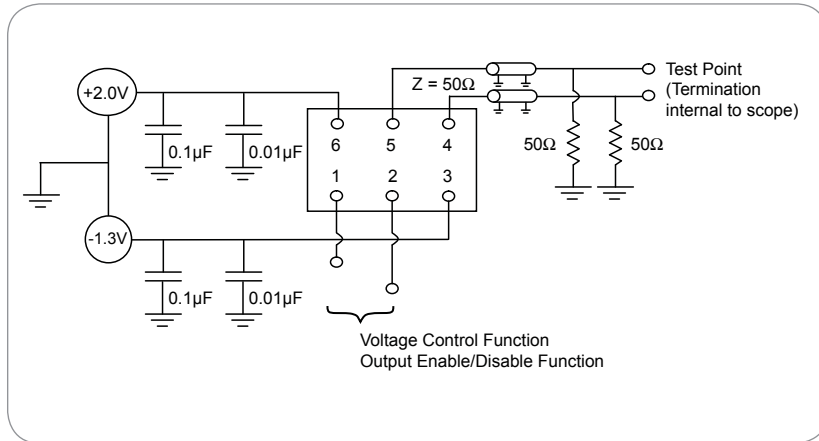 +2.0V
0.1µF
0.01µF
Z = 50Ω
6 5 4
1 2 3
Test Point
(Termination
internal to scope)
50Ω
50Ω
-1.3V
0.1µF
0.01µF
Voltage Control Function
Output Enable/Disable Function